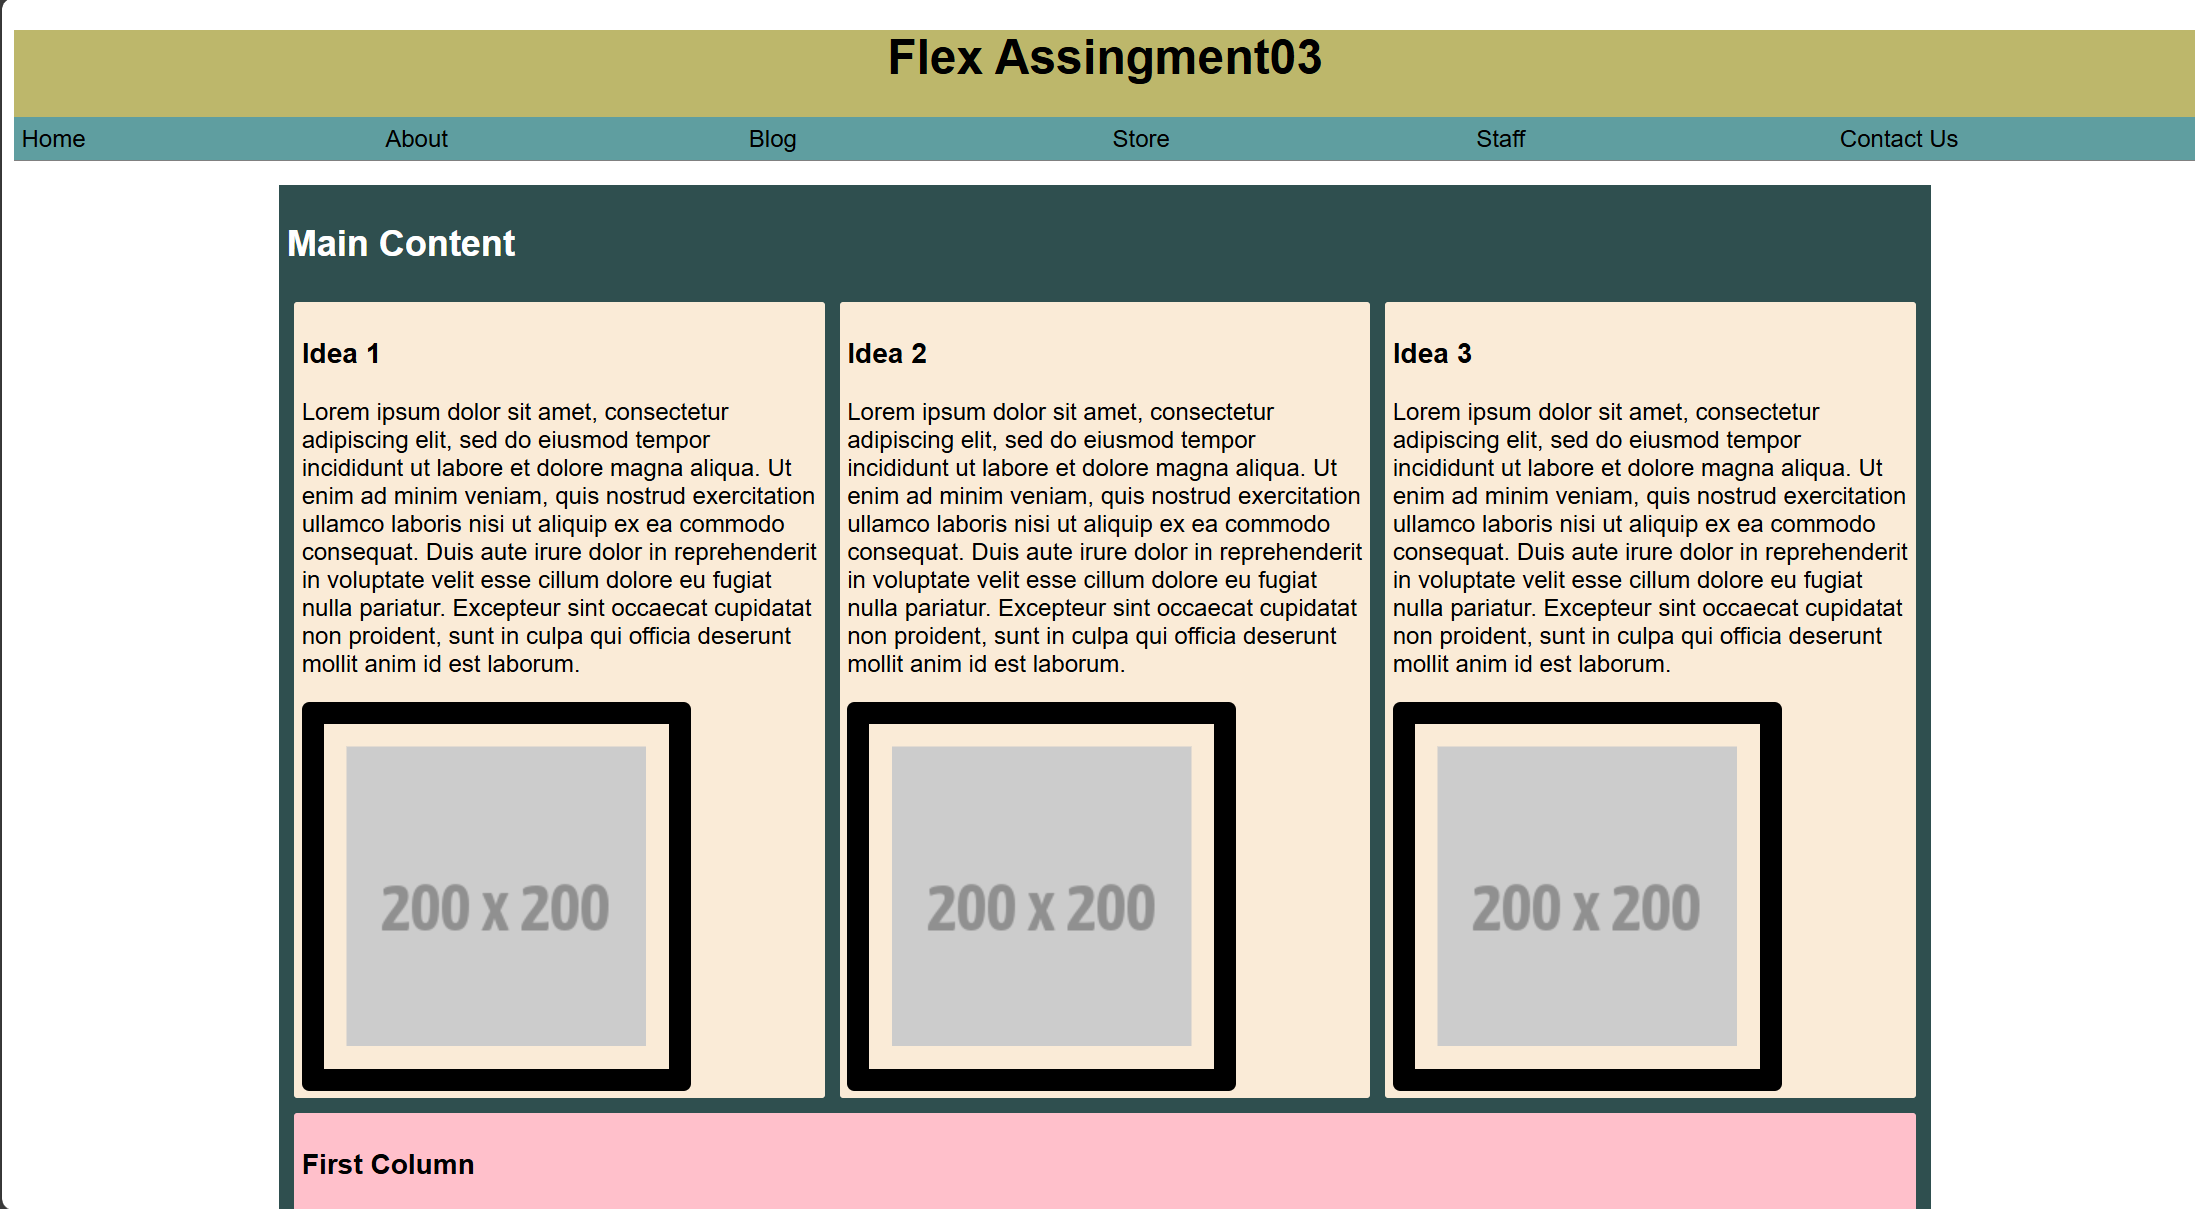 Flex Assingment03
Home About Blog Store Staff Contact Us
Main Content
Idea 1
Lorem ipsum dolor sit amet, consectetur
adipiscing elit, sed do eiusmod tempor
incididunt ut labore et dolore magna aliqua. Ut
enim ad minim veniam, quis nostrud exercitation
ullamco laboris nisi ut aliquip ex ea commodo
consequat. Duis aute irure dolor in reprehenderit
in voluptate velit esse cillum dolore eu fugiat
nulla pariatur. Excepteur sint occaecat cupidatat
non proident, sunt in culpa qui officia deserunt
mollit anim id est laborum.
200 x 200
Idea 2
Lorem ipsum dolor sit amet, consectetur
adipiscing elit, sed do eiusmod tempor
incididunt ut labore et dolore magna aliqua. Ut
enim ad minim veniam, quis nostrud exercitation
ullamco laboris nisi ut aliquip ex ea commodo
consequat. Duis aute irure dolor in reprehenderit
in voluptate velit esse cillum dolore eu fugiat
nulla pariatur. Excepteur sint occaecat cupidatat
non proident, sunt in culpa qui officia deserunt
mollit anim id est laborum.
200 x 200
Idea 3
Lorem ipsum dolor sit amet, consectetur
adipiscing elit, sed do eiusmod tempor
incididunt ut labore et dolore magna aliqua. Ut
enim ad minim veniam, quis nostrud exercitation
ullamco laboris nisi ut aliquip ex ea commodo
consequat. Duis aute irure dolor in reprehenderit
in voluptate velit esse cillum dolore eu fugiat
nulla pariatur. Excepteur sint occaecat cupidatat
non proident, sunt in culpa qui officia deserunt
mollit anim id est laborum.
200 x 200
First Column